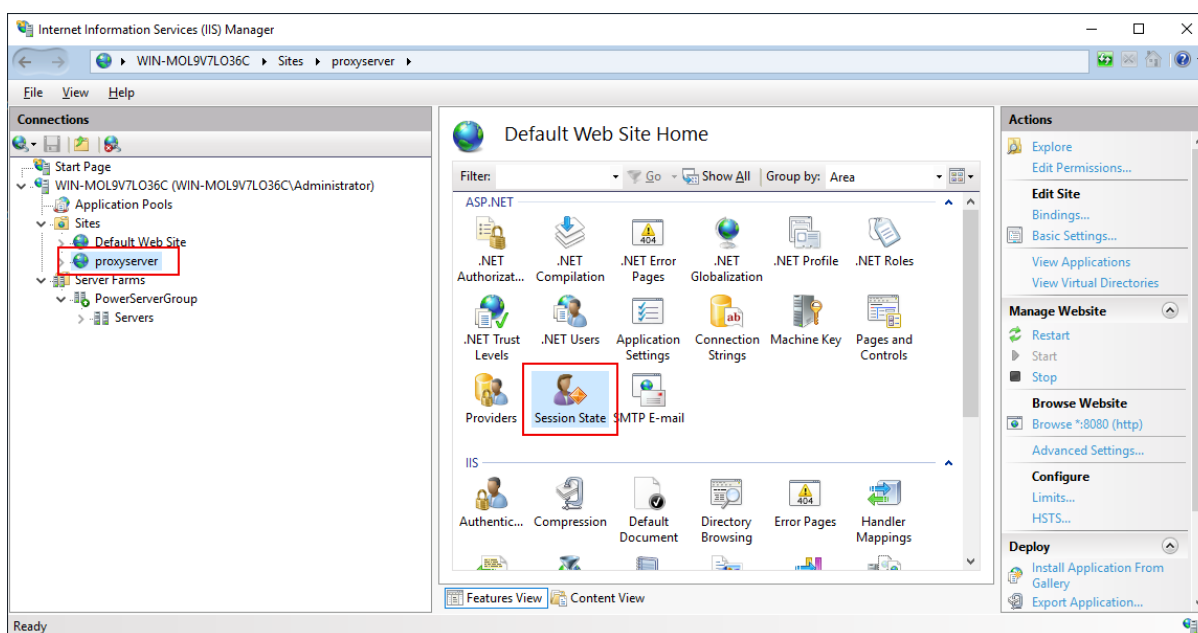 Internet Information Services (IIS) Manager
WIN-MOL9V7LO36C Sites proxyserver
File View Help
Connections
Start Page
WIN-MOL9V7LO36C (WIN-MOL9V7LO36C\Administrator)
Application Pools
Sites
Default Web Site
proxyserver
Server Farms
PowerServerGroup
Servers
Default Web Site Home
Filter: Go Show All Group by: Area
ASP.NET
.NET Authorizat...
.NET Compilation
404
.NET Error Pages
.NET Globalization
.NET Profile
.NET Roles
.NET Trust Levels
.NET Users
Application Settings
ab
Connection Strings
Machine Key
Pages and Controls
Providers
Session State
SMTP E-mail
IIS
Authentic...
Compression
Default Document
Directory Browsing
404
Error Pages
Handler Mappings
Features View Content View
Actions
Explore
Edit Permissions...
Edit Site
Bindings...
Basic Settings...
View Applications
View Virtual Directories
Manage Website
Restart
Start
Stop
Browse Website
Browse *:8080 (http)
Advanced Settings...
Configure
Limits...
HSTS...
Deploy
Install Application From
Gallery
Export Application...
Ready